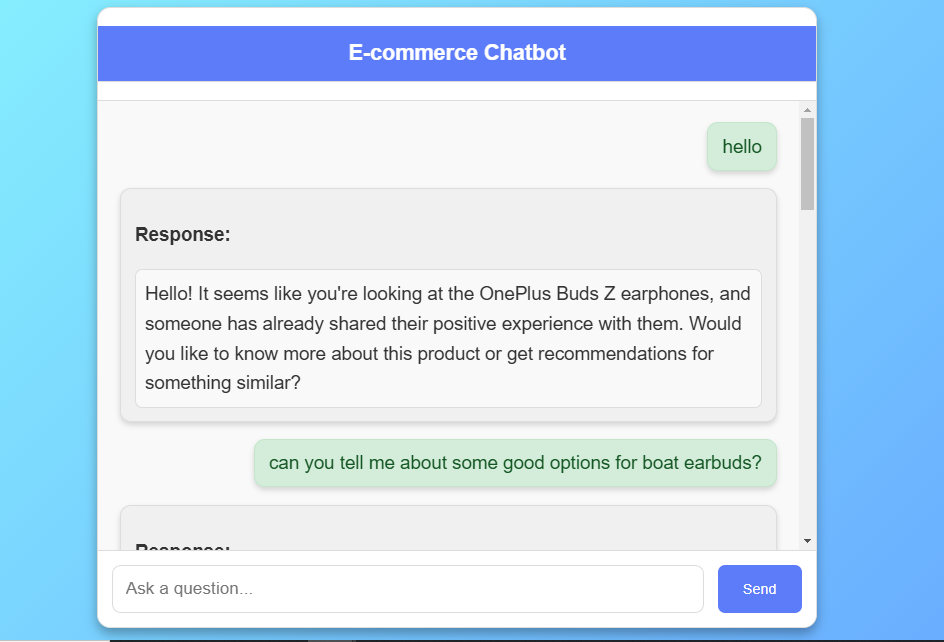 E-commerce Chatbot
hello
Response:
Hello! It seems like you're looking at the OnePlus Buds Z earphones, and
someone has already shared their positive experience with them. Would
you like to know more about this product or get recommendations for
something similar?
can you tell me about some good options for boat earbuds?
Response:
Ask a question...
Send